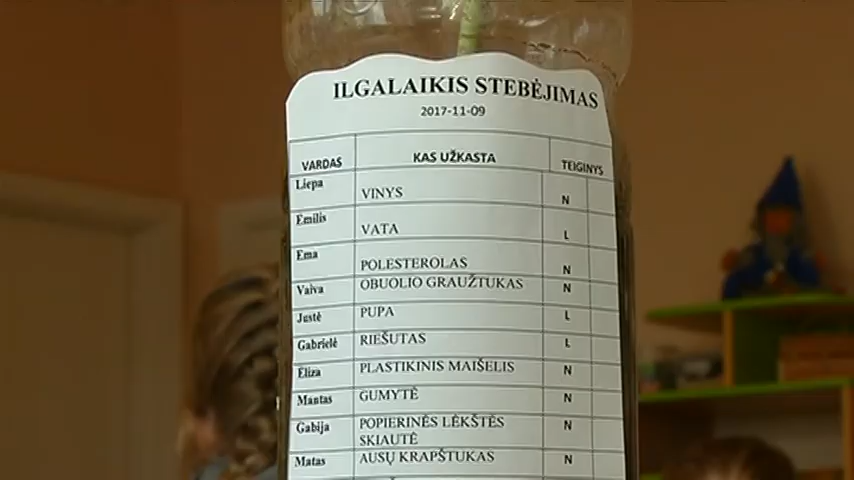 ILGALAIKIS STEBĖJIMAS
2017-11-09
VARDAS KAS UŽKASTA TEIGINYS
Liepa VINYS N
Emilis VATA L
Ema POLESTEROLAS N
Vaiva OBUOLIO GRAUŽTUKAS N
Justė PUPA L
Gabrielė RIEŠUTAS L
Eliza PLASTIKINIS MAIŠELIS N
Mantas GUMYTĖ N
Gabija POPIERINĖS LĖKŠTĖS N
SKIAUTĖ
Matas AUSŲ KRAPŠTUKAS N